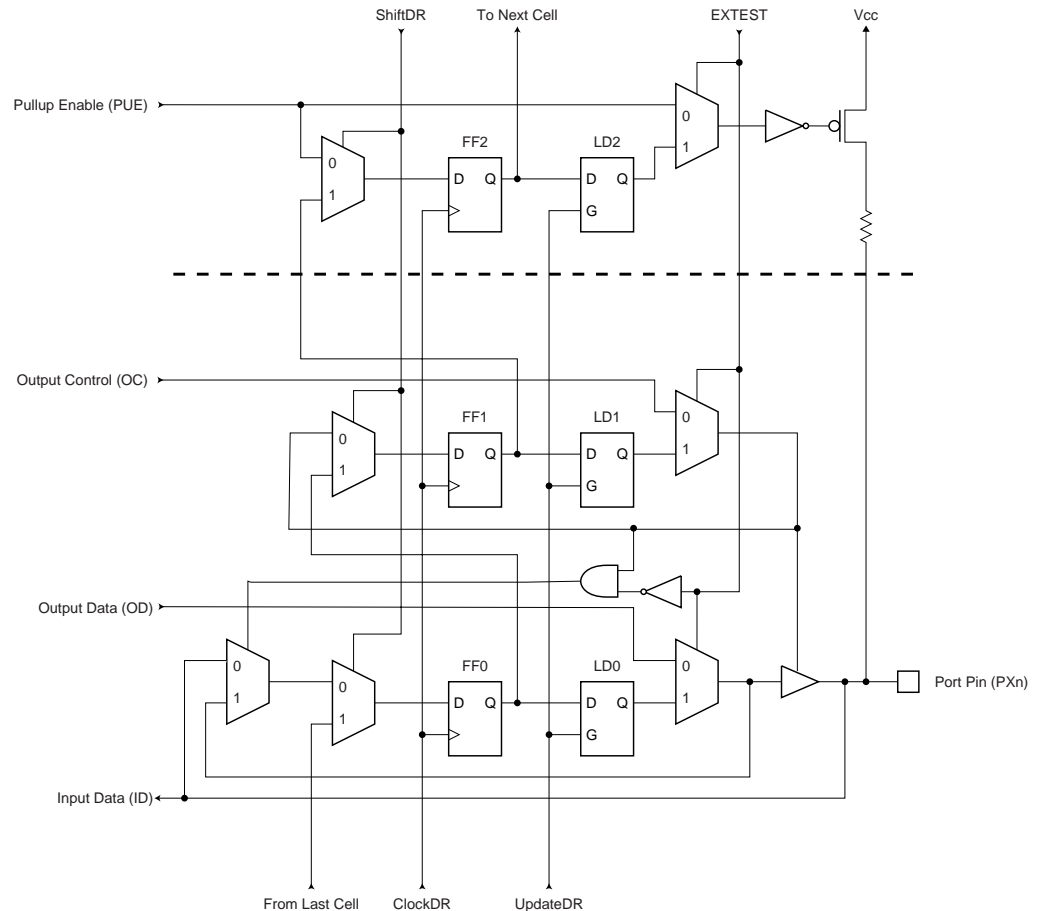 ShiftDR To Next Cell EXTEST Vcc
Pullup Enable (PUE)
0
FF2 LD2
1
0
D Q D Q
1
G
Output Control (OC)
0
FF1 LD1
0
1
D Q D Q
1
G
Output Data (OD)
FF0 LD0
0
0
0
Port Pin (PXn)
1
1
D Q D Q
1
G
Input Data (ID)
From Last Cell ClockDR UpdateDR